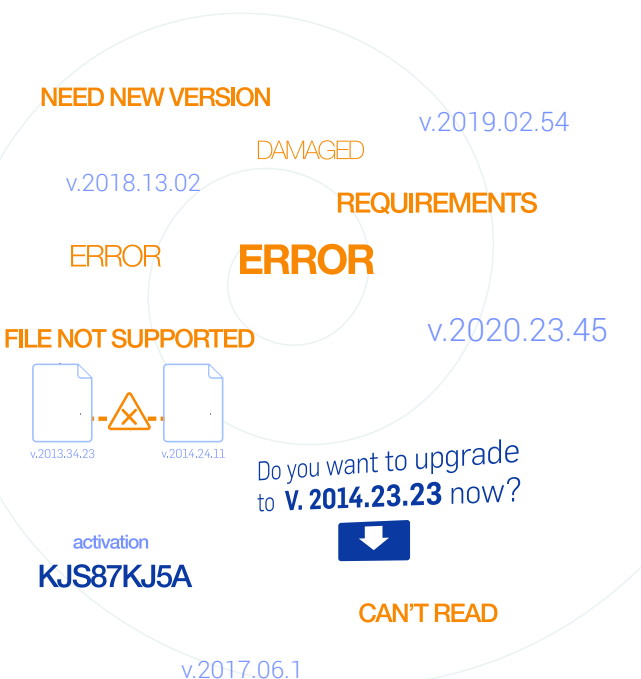 NEED NEW VERSION
v.2019.02.54
DAMAGED
v.2018.13.02
REQUIREMENTS
ERROR
ERROR
v.2020.23.45
FILE NOT SUPPORTED
v.2013.34.23
v.2014.24.11
Do you want to upgrade
to V. 2014.23.23 now?
activation
KJS87KJ5A
CAN'T READ
v.2017.06.1